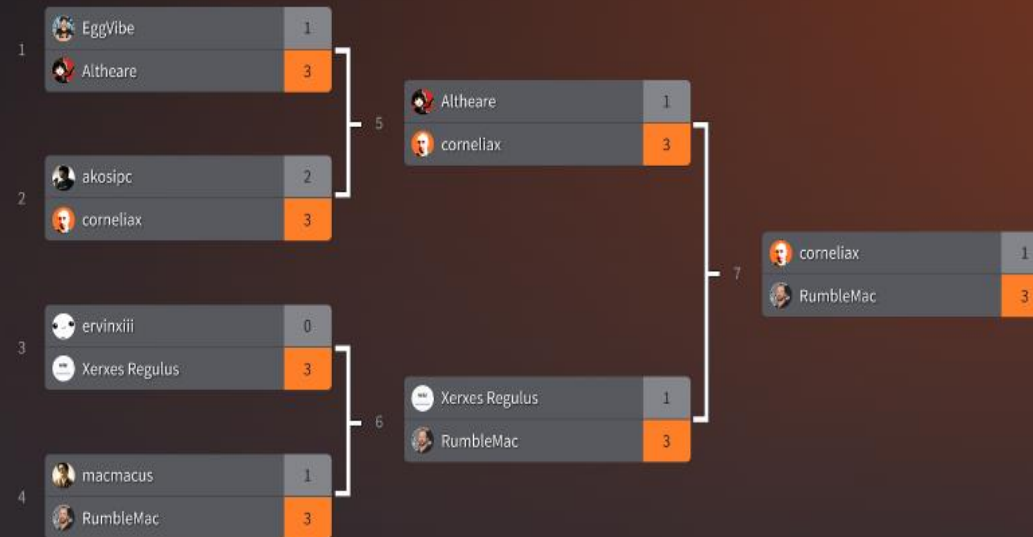 1
EggVibe 1
Altheare 3
2
akosipc 2
corneliax 3
3
ervinxiii 0
Xerxes Regulus 3
4
macmacus 1
RumbleMac 3
5
Altheare 1
corneliax 3
6
Xerxes Regulus 1
RumbleMac 3
7
corneliax 1
RumbleMac 3